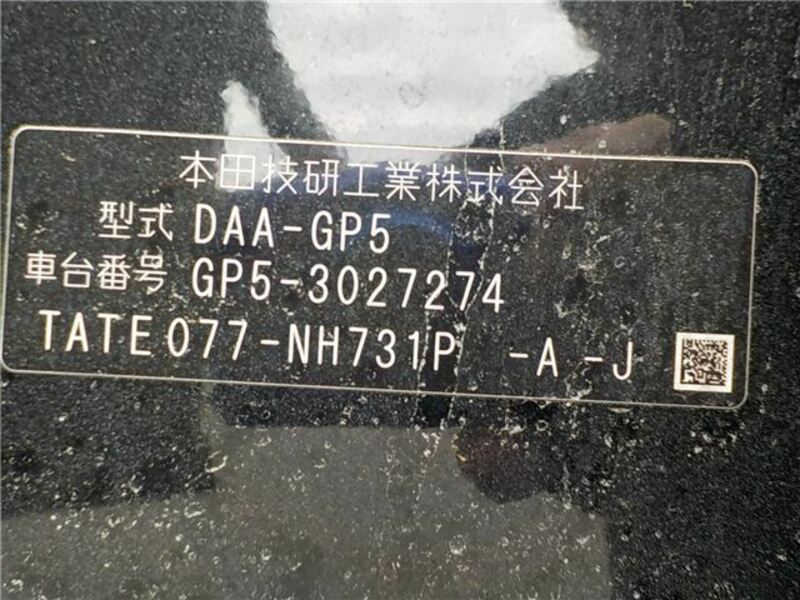 本田技研工業株式会社
型式 DAA-GP5
車台番号 GP5-3027274
TATE077-NH731P -A -J